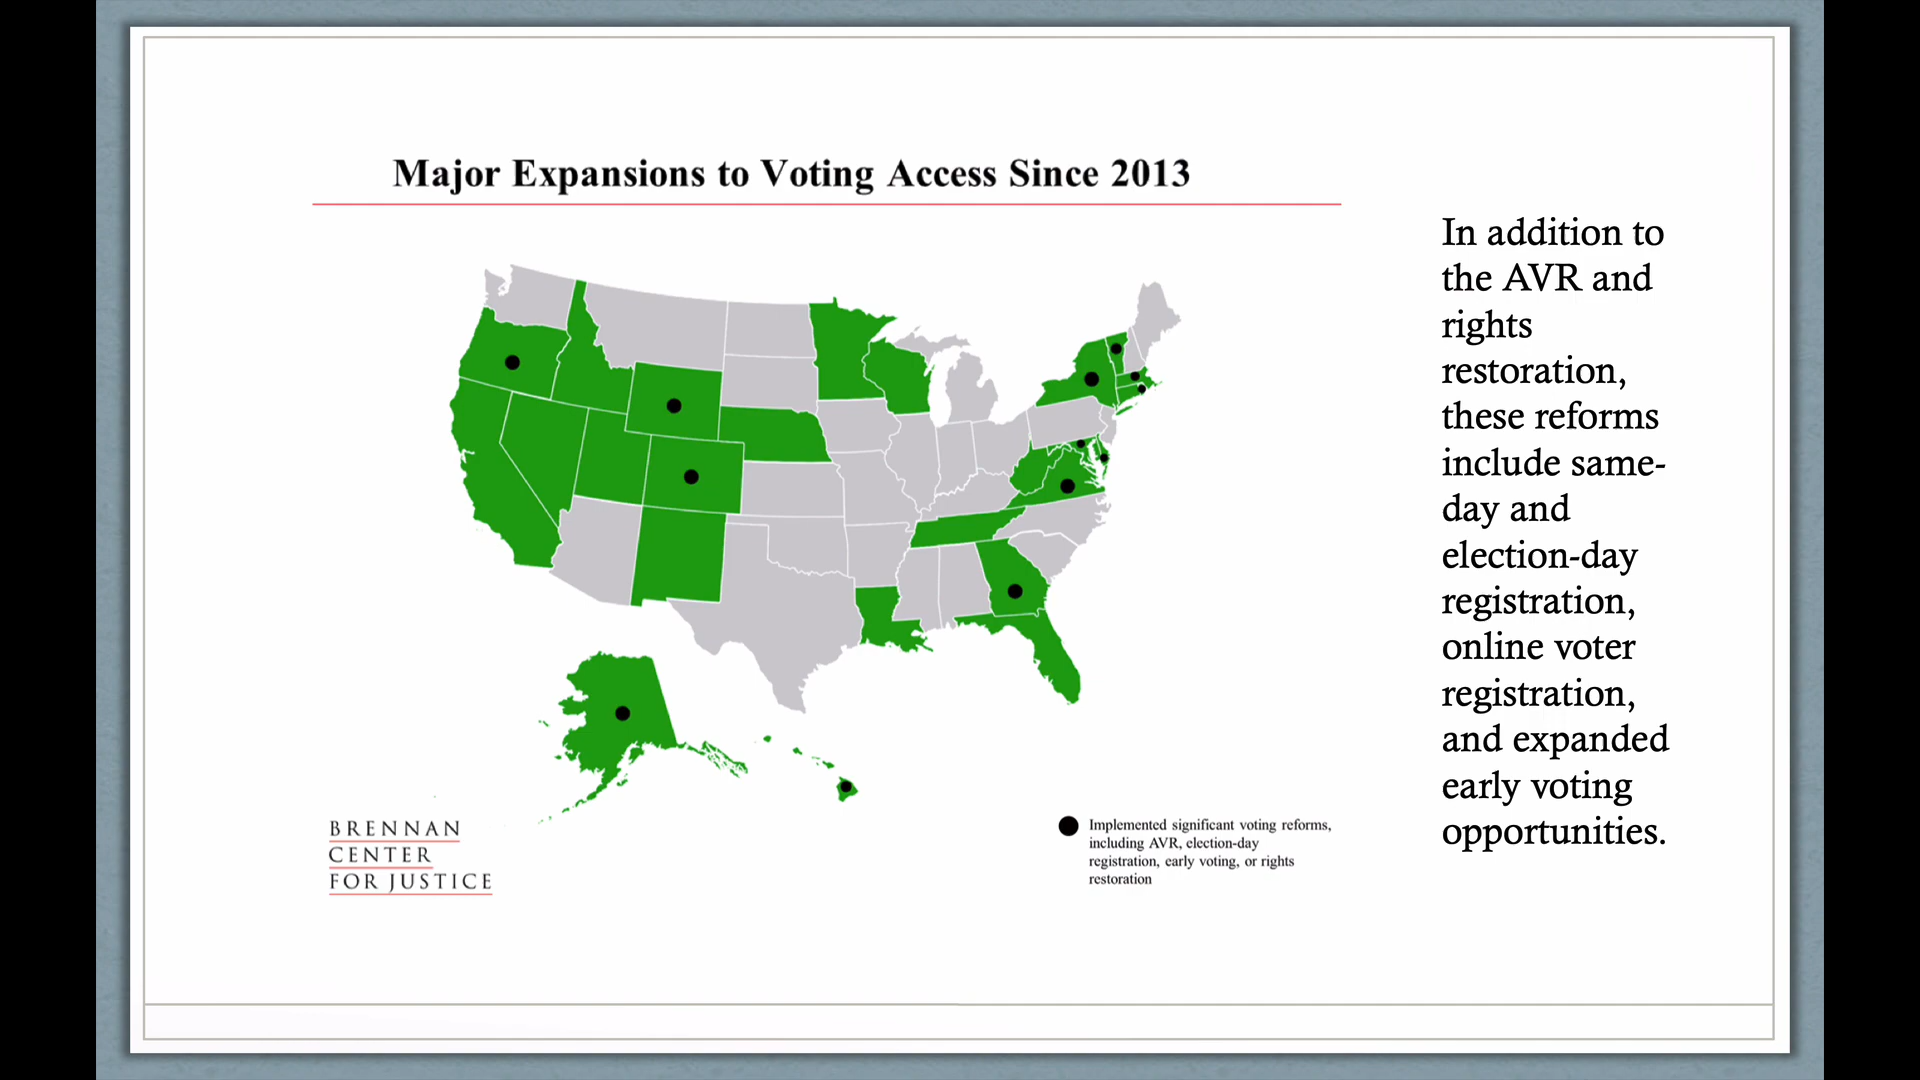 Major Expansions to Voting Access Since 2013
In addition to
the AVR and
rights
restoration,
these reforms
include same-
day and
election-day
registration,
online voter
registration,
and expanded
early voting
opportunities.
BRENNAN
CENTER
FOR JUSTICE
Implemented significant voting reforms,
including AVR, election-day
registration, early voting, or rights
restoration